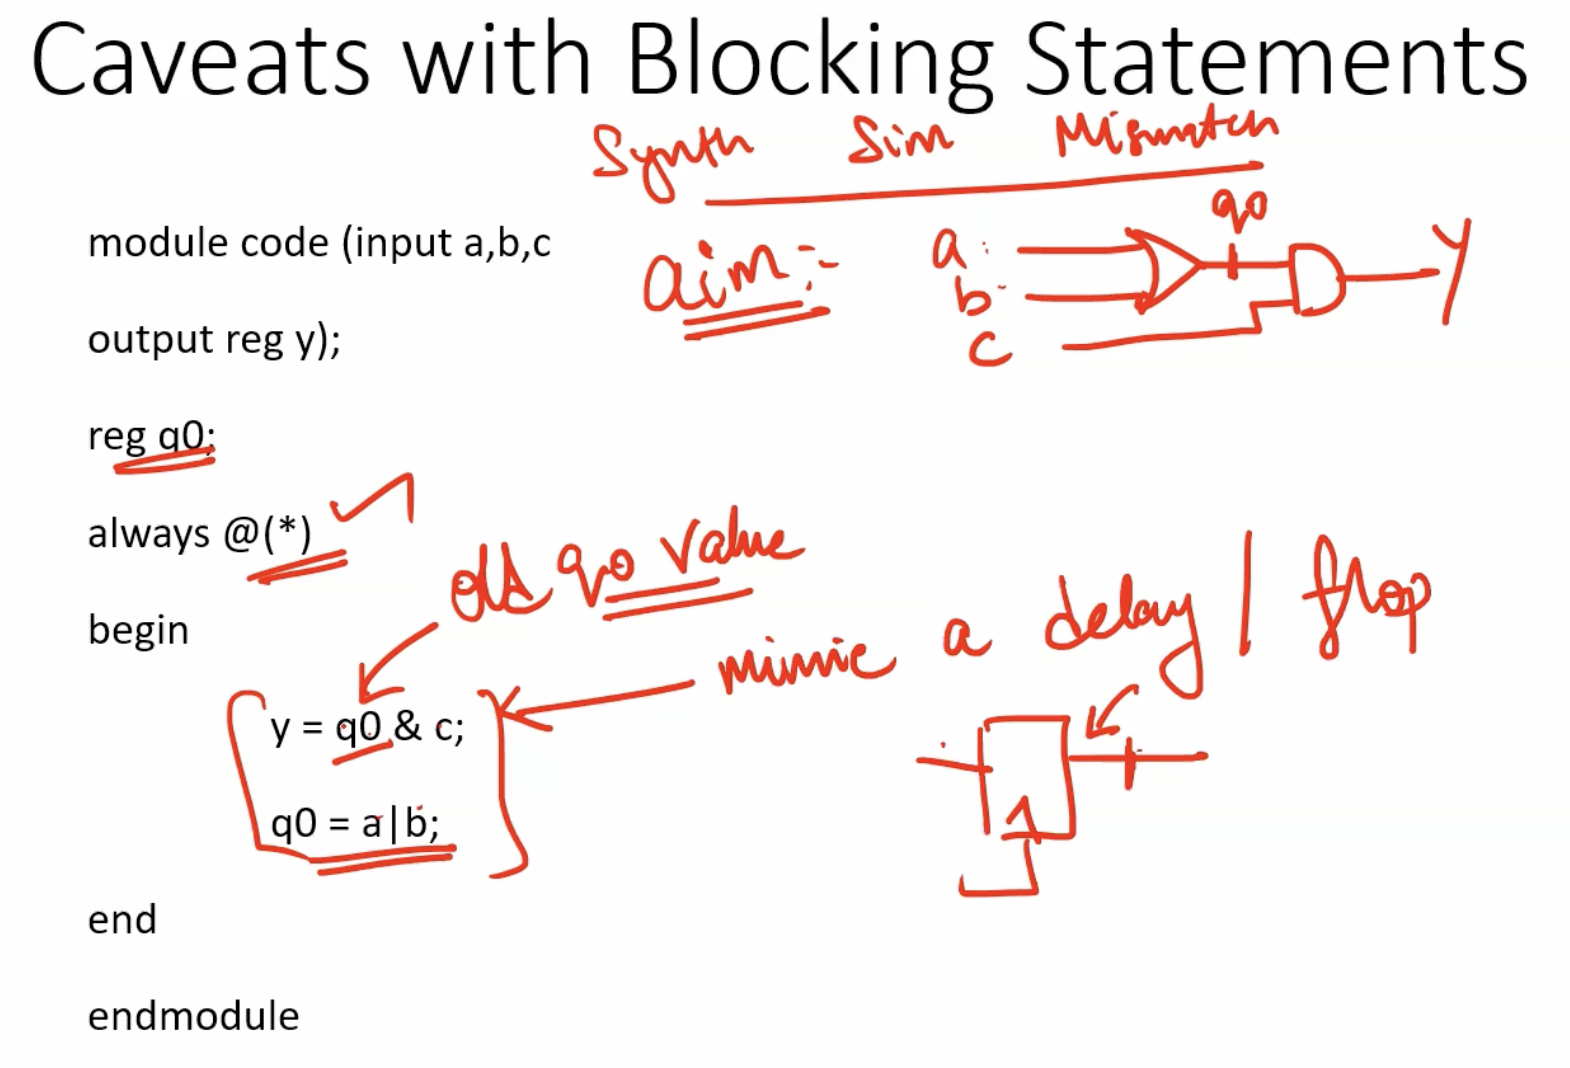 Caveats with Blocking Statements
Synth Sim Mismatch
module code (input a,b,c
output reg y);
reg q0;
always @(*)
begin
y = q0 & c;
q0 = a|b;
end
endmodule
aim:-
a
b
c
q0
y
old q0 value
mimic a delay / flop